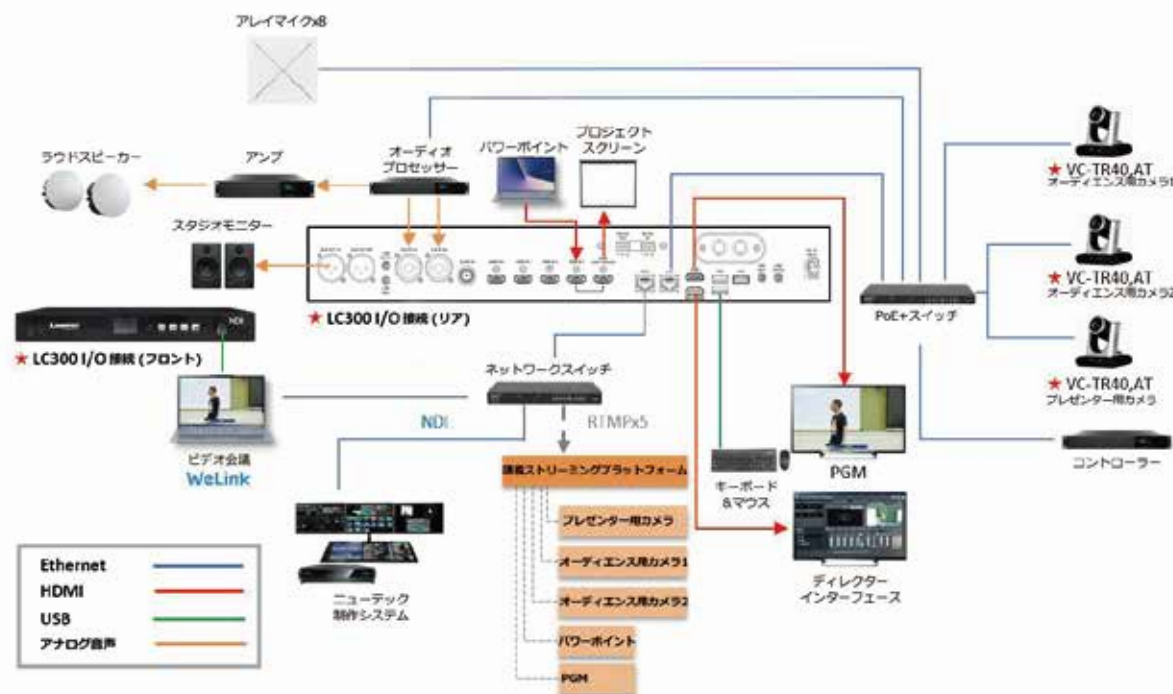 アレイマイクx8
ラウドスピーカー
アンプ
オーディオ
プロセッサー
パワーポイント
プロジェクト
スクリーン
スタジオモニター
★ VC-TR40,AT
オーディエンス用カメラ1
★ VC-TR40,AT
オーディエンス用カメラ2
★ VC-TR40,AT
プレゼンター用カメラ
PoE+スイッチ
コントローラー
NDI
★ LC300 I/O 接続 (リア)
★ LC300 I/O 接続 (フロント)
ネットワークスイッチ
NDI
RTMPx5
ビデオ会議
WeLink
講義ストリーミングプラットフォーム
プレゼンター用カメラ
オーディエンス用カメラ1
オーディエンス用カメラ2
パワーポイント
PGM
キーボード
&マウス
PGM
ディレクター
インターフェース
ニューテック
制作システム
Ethernet
HDMI
USB
アナログ音声